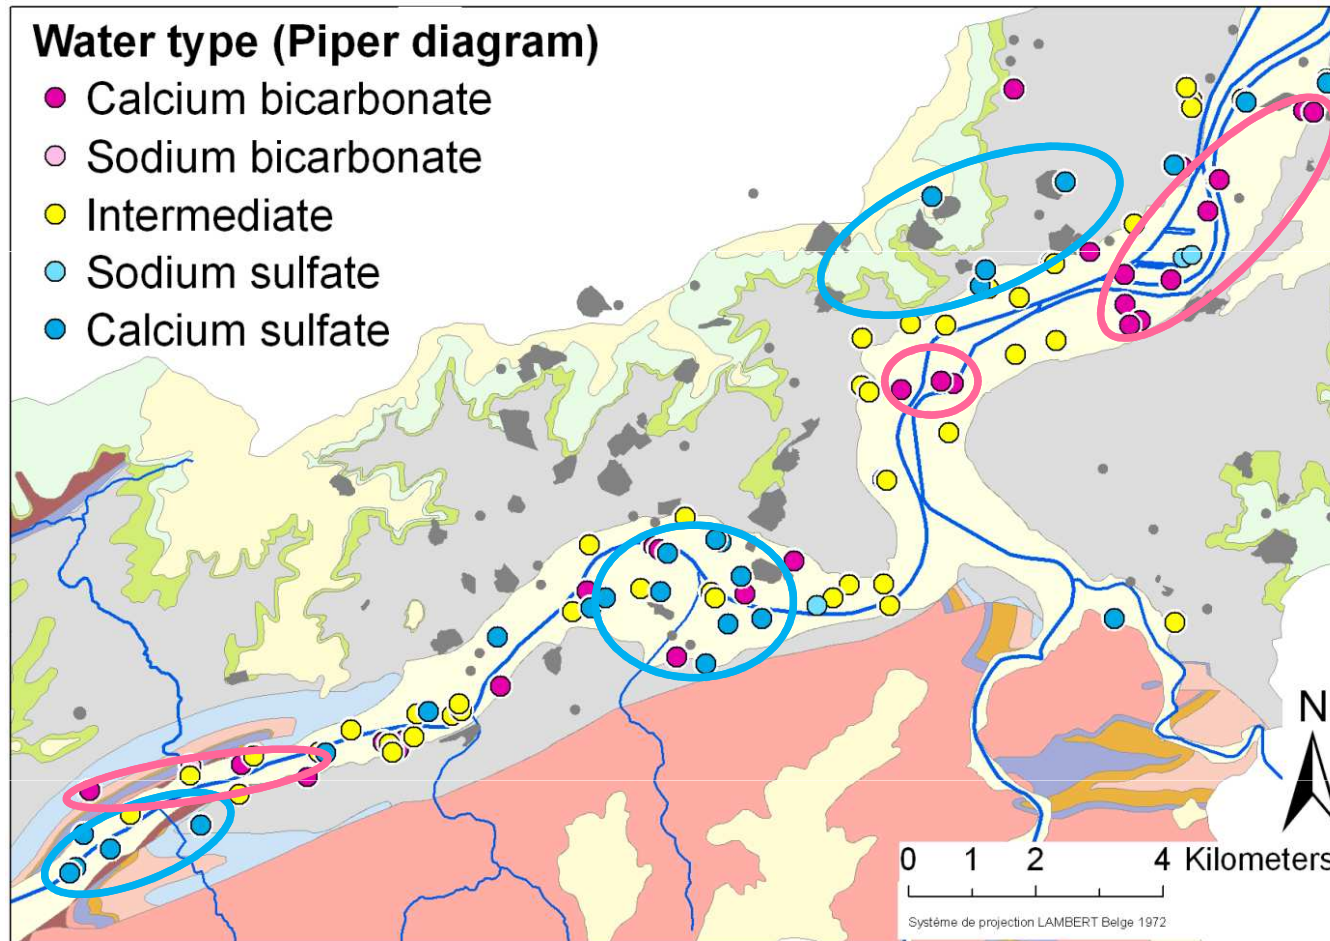 Water type (Piper diagram)
Calcium bicarbonate
Sodium bicarbonate
Intermediate
Sodium sulfate
Calcium sulfate
N
0 1 2 4 Kilometers
Système de projection LAMBERT Belge 1972